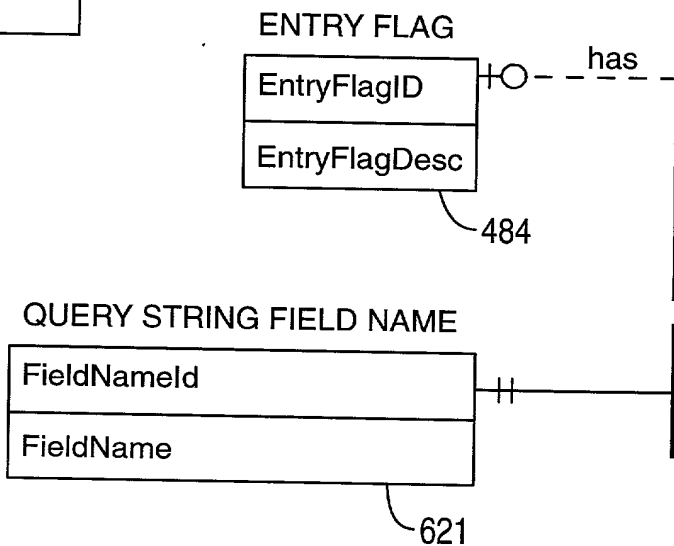 ENTRY FLAG
EntryFlagID
has
EntryFlagDesc
484
QUERY STRING FIELD NAME
FieldNameId
FieldName
621